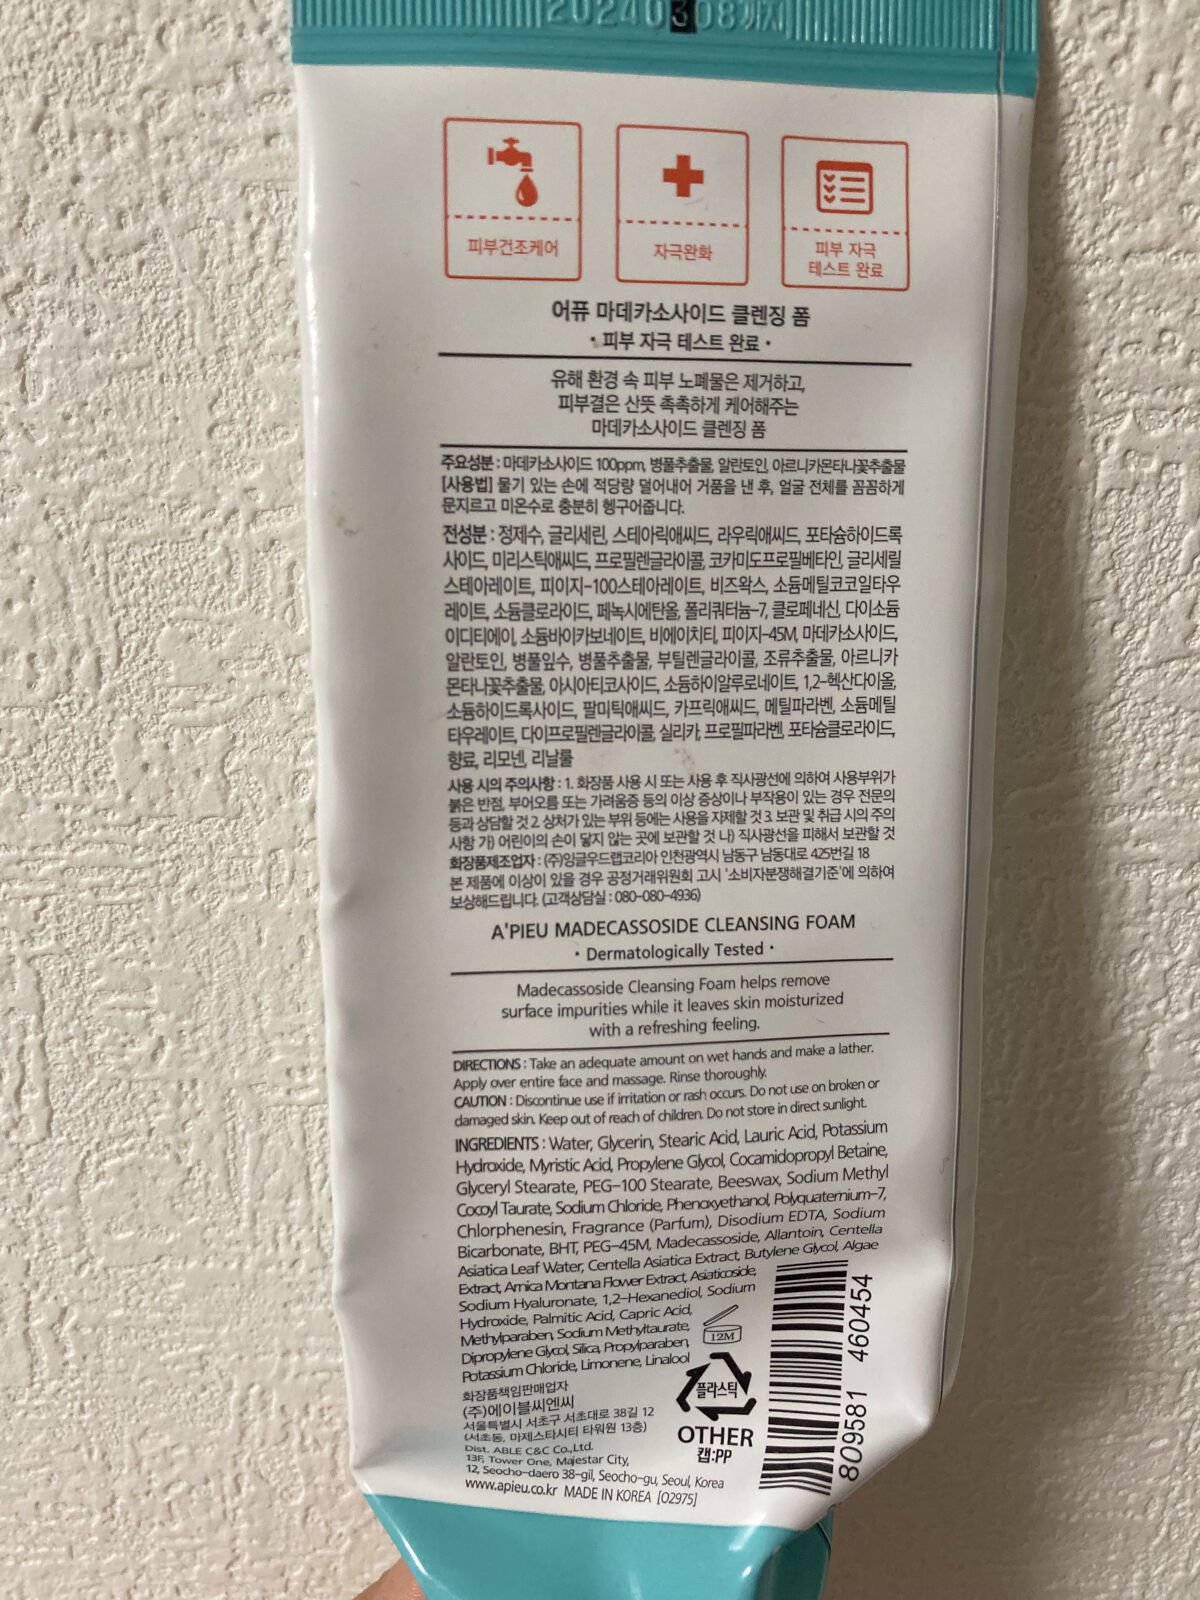 20240308까지
피부건조케어
자극완화
피부 자극
테스트 완료
어퓨 마데카소사이드 클렌징 폼
· 피부 자극 테스트 완료 ·
유해 환경 속 피부 노폐물은 제거하고,
피부결은 산뜻 촉촉하게 케어해주는
마데카소사이드 클렌징 폼
주요성분 : 마데카소사이드 100ppm, 병풀추출물, 알란토인, 아르니카몬타나꽃추출물
[사용법] 물기 있는 손에 적당량 덜어내어 거품을 낸 후, 얼굴 전체를 꼼꼼하게
문지르고 미온수로 충분히 헹구어줍니다.
전성분 : 정제수, 글리세린, 스테아릭애씨드, 라우릭애씨드, 포타슘하이드록
사이드, 미리스틱애씨드, 프로필렌글라이콜, 코카미도프로필베타인, 글리세릴
스테아레이트, 피이지-100스테아레이트, 비즈왁스, 소듐메틸코코일타우
레이트, 소듐클로라이드, 페녹시에탄올, 폴리쿼터늄-7, 클로페네신, 다이소듐
이디티에이, 소듐바이카보네이트, 비에이치티, 피이지-45M, 마데카소사이드,
알란토인, 병풀잎수, 병풀추출물, 부틸렌글라이콜, 조류추출물, 아르니카
몬타나꽃추출물, 아시아티코사이드, 소듐하이알루로네이트, 1,2-헥산다이올,
소듐하이드록사이드, 팔미틱애씨드, 카프릭애씨드, 메틸파라벤, 소듐메틸
타우레이트, 다이프로필렌글라이콜, 실리카, 프로필파라벤, 포타슘클로라이드,
향료, 리모넨, 리날룰
사용 시의 주의사항 : 1. 화장품 사용 시 또는 사용 후 직사광선에 의하여 사용부위가
붉은 반점, 부어오름 또는 가려움증 등의 이상 증상이나 부작용이 있는 경우 전문의
등과 상담할 것 2. 상처가 있는 부위 등에는 사용을 자제할 것 3. 보관 및 취급 시의 주의
사항 가) 어린이의 손이 닿지 않는 곳에 보관할 것 나) 직사광선을 피해서 보관할 것
화장품제조업자 : (주)잉글우드랩코리아 인천광역시 남동구 남동대로 425번길 18
본 제품에 이상이 있을 경우 공정거래위원회 고시 '소비자분쟁해결기준'에 의하여
보상해드립니다. (고객상담실 : 080-080-4936)
A'PIEU MADECASSOSIDE CLEANSING FOAM
· Dermatologically Tested ·
Madecassoside Cleansing Foam helps remove
surface impurities while it leaves skin moisturized
with a refreshing feeling.
DIRECTIONS : Take an adequate amount on wet hands and make a lather.
Apply over entire face and massage. Rinse thoroughly.
CAUTION : Discontinue use if irritation or rash occurs. Do not use on broken or
damaged skin. Keep out of reach of children. Do not store in direct sunlight.
INGREDIENTS : Water, Glycerin, Stearic Acid, Lauric Acid, Potassium
Hydroxide, Myristic Acid, Propylene Glycol, Cocamidopropyl Betaine,
Glyceryl Stearate, PEG-100 Stearate, Beeswax, Sodium Methyl
Cocoyl Taurate, Sodium Chloride, Phenoxyethanol, Polyquaternium-7,
Chlorphenesin, Fragrance (Parfum), Disodium EDTA, Sodium
Bicarbonate, BHT, PEG-45M, Madecassoside, Allantoin, Centella
Asiatica Leaf Water, Centella Asiatica Extract, Butylene Glycol, Algae
Extract, Arnica Montana Flower Extract, Asiaticoside,
Sodium Hyaluronate, 1,2-Hexanediol, Sodium
Hydroxide, Palmitic Acid, Capric Acid,
Methylparaben, Sodium Methyltaurate,
Dipropylene Glycol, Silica, Propylparaben,
Potassium Chloride, Limonene, Linalool
12M
플라스틱
OTHER
캡:PP
화장품책임판매업자
(주)에이블씨엔씨
서울특별시 서초구 서초대로 38길 12
(서초동, 마제스타시티 타워원 13층)
Dist. ABLE C&C Co.,Ltd.
13F, Tower One, Majestar City,
12, Seocho-daero 38-gil, Seocho-gu, Seoul, Korea
www.apieu.co.kr MADE IN KOREA [O2975]
809581 460454